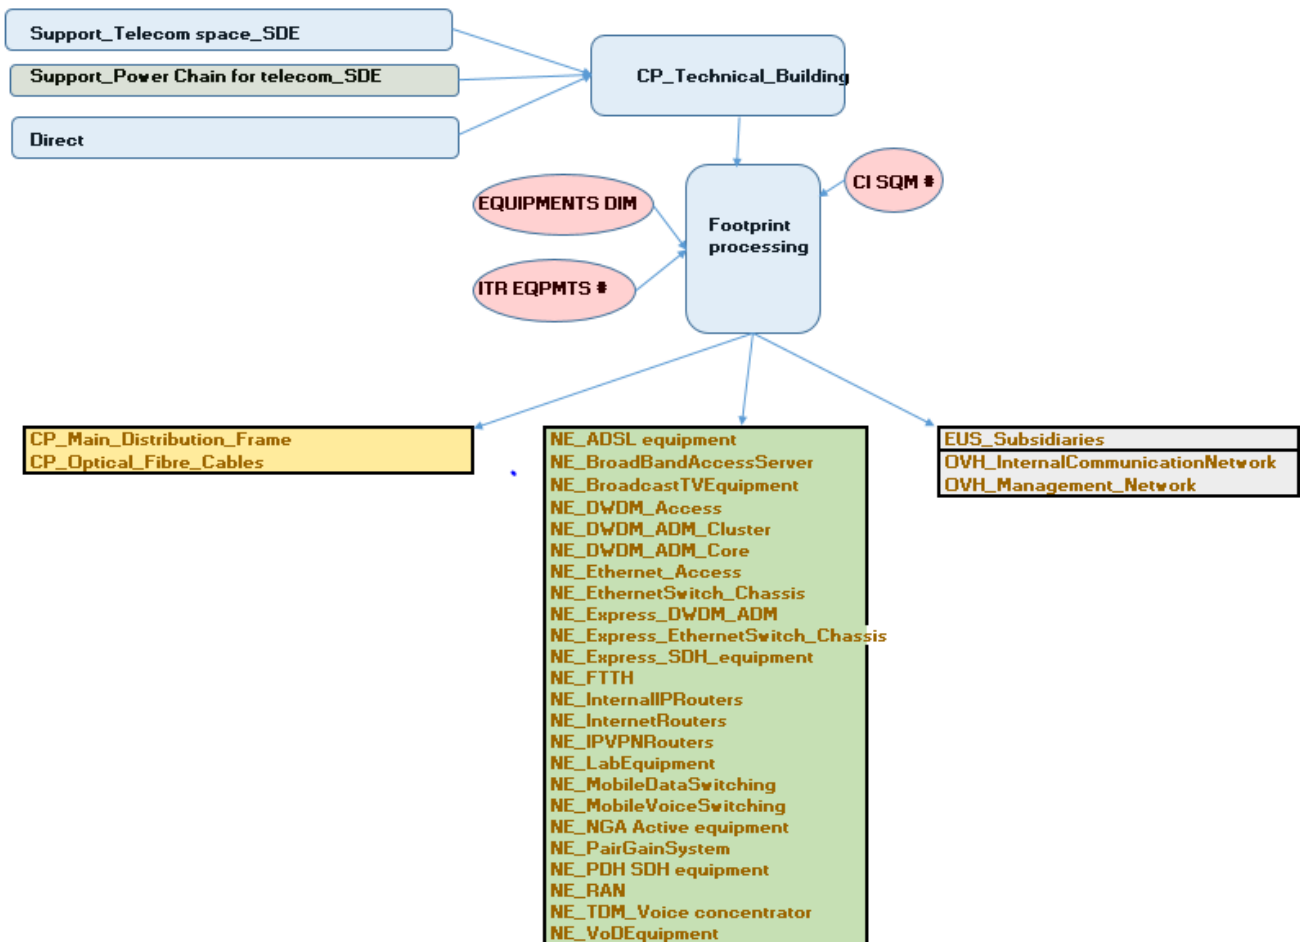 Support_Telecom space_SDE
Support_Power Chain for telecom_SDE
Direct
CP_Technical_Building
CI SQM #
EQUIPMENTS DIM
Footprint
processing
ITR EQPMTS #
CP_Main_Distribution_Frame
CP_Optical_Fibre_Cables
NE_ADSL equipment
NE_BroadBandAccessServer
NE_BroadcastTVEquipment
NE_DWDM_Access
NE_DWDM_ADM_Cluster
NE_DWDM_ADM_Core
NE_Ethernet_Access
NE_EthernetSwitch_Chassis
NE_Express_DWDM_ADM
NE_Express_EthernetSwitch_Chassis
NE_Express_SDH_equipment
NE_FTTH
NE_InternalIPRouters
NE_InternetRouters
NE_IPVPNRouters
NE_LabEquipment
NE_MobileDataSwitching
NE_MobileVoiceSwitching
NE_NGA Active equipment
NE_PairGainSystem
NE_PDH SDH equipment
NE_RAN
NE_TDM_Voice concentrator
NE_VoDEquipment
EUS_Subsidiaries
OVH_InternalCommunicationNetwork
OVH_Management_Network